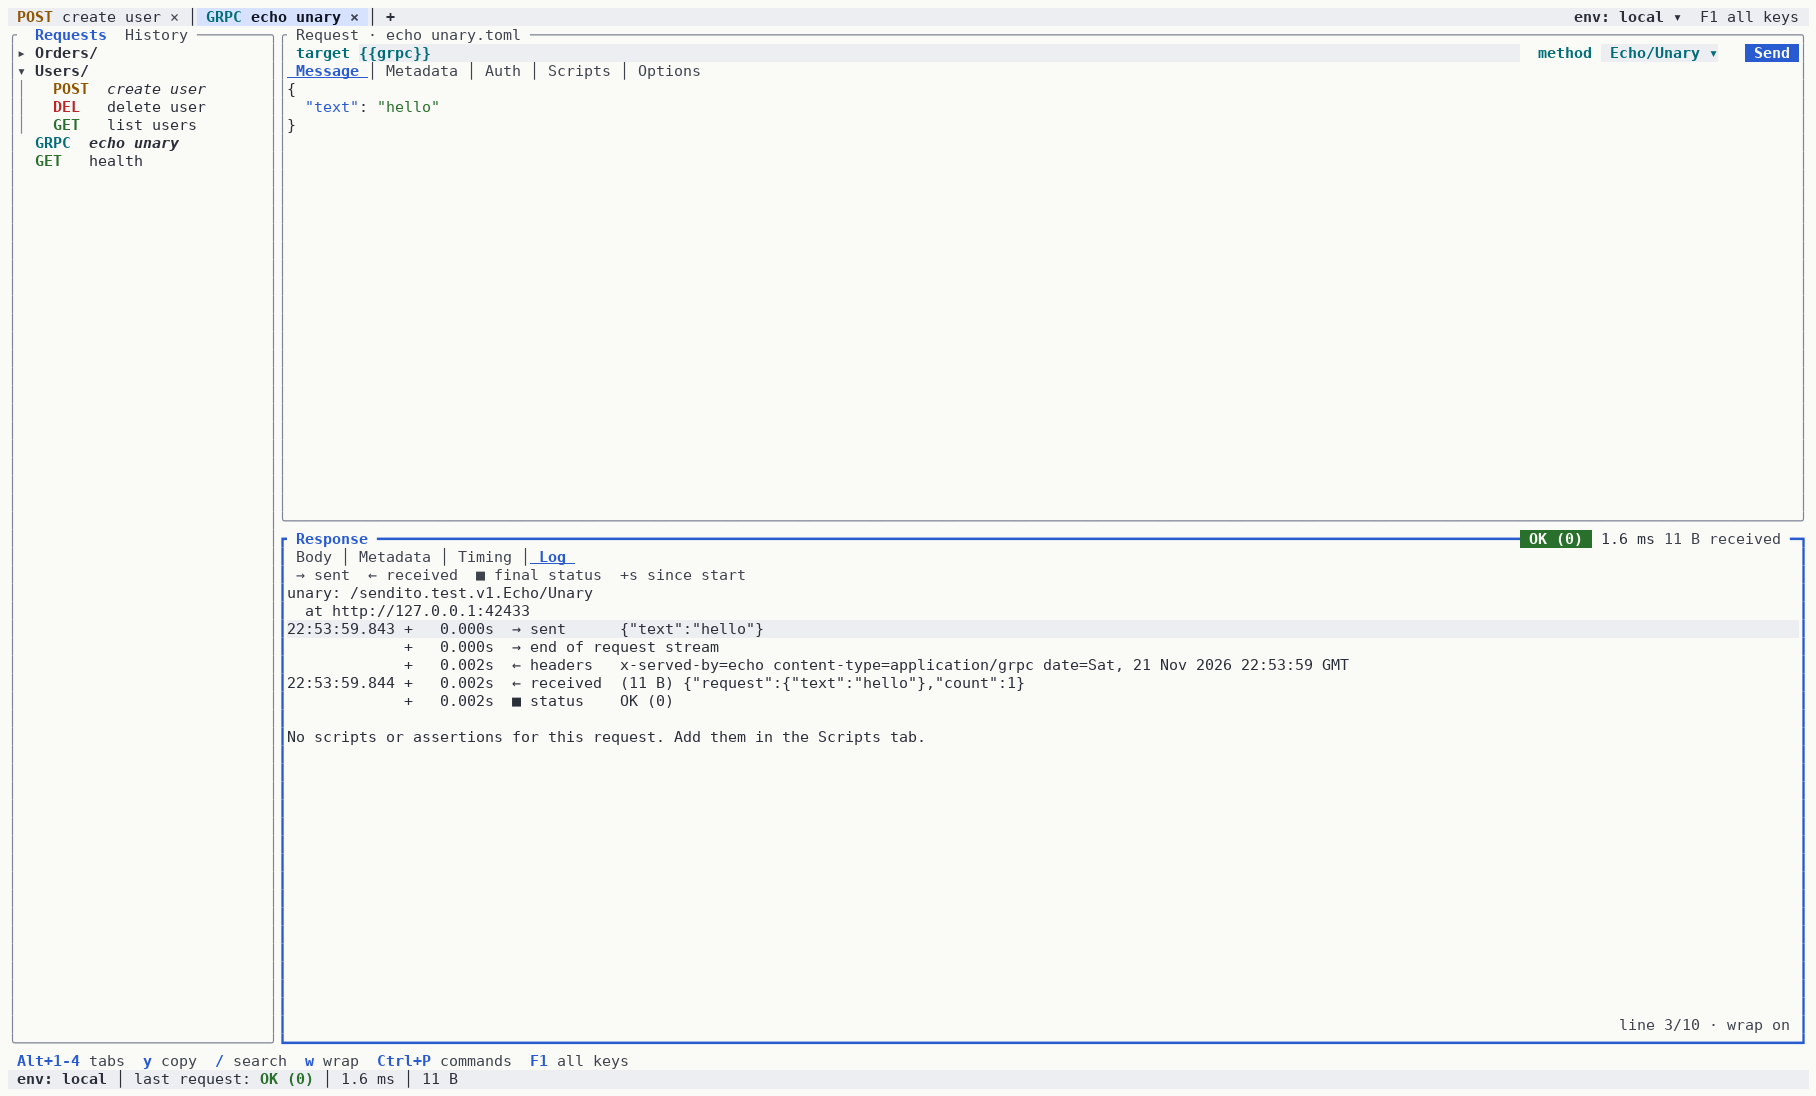 POST create user × │ GRPC echo unary × │ + env: local ▾ F1 all keys
Requests History
▸ Orders/
▾ Users/
POST create user
DEL delete user
GET list users
GRPC echo unary
GET health
Request · echo unary.toml
target {{grpc}} method Echo/Unary ▾ Send
Message │ Metadata │ Auth │ Scripts │ Options
{
"text": "hello"
}
Response OK (0) 1.6 ms 11 B received
Body │ Metadata │ Timing │ Log
→ sent ← received ■ final status +s since start
unary: /sendito.test.v1.Echo/Unary
at http://127.0.0.1:42433
22:53:59.843 + 0.000s → sent {"text":"hello"}
+ 0.000s → end of request stream
+ 0.002s ← headers x-served-by=echo content-type=application/grpc date=Sat, 21 Nov 2026 22:53:59 GMT
22:53:59.844 + 0.002s ← received (11 B) {"request":{"text":"hello"},"count":1}
+ 0.002s ■ status OK (0)
No scripts or assertions for this request. Add them in the Scripts tab.
line 3/10 · wrap on
Alt+1-4 tabs y copy / search w wrap Ctrl+P commands F1 all keys
env: local │ last request: OK (0) │ 1.6 ms │ 11 B